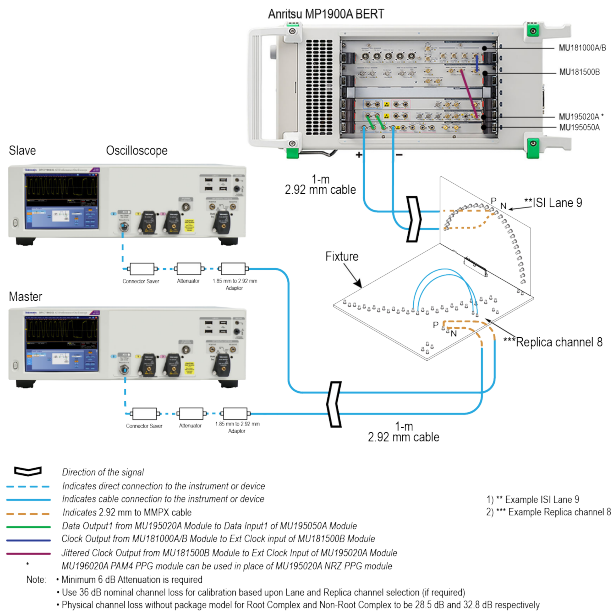 Anritsu MP1900A BERT
MU181000A/B
MU181500B
MU195020A *
MU195050A
Slave
Oscilloscope
+
–
1-m
2.92 mm cable
P
N
**ISI Lane 9
Fixture
Connector Saver
Attenuator
1.85 mm to 2.92 mm
Adaptor
Master
P
N
***Replica channel 8
Connector Saver
Attenuator
1.85 mm to 2.92 mm
Adaptor
1-m
2.92 mm cable
Direction of the signal
Indicates direct connection to the instrument or device
Indicates cable connection to the instrument or device
Indicates 2.92 mm to MMPX cable
Data Output1 from MU195020A Module to Data Input1 of MU195050A Module
Clock Output from MU181000A/B Module to Ext Clock input of MU181500B Module
Jittered Clock Output from MU181500B Module to Ext Clock Input of MU195020A Module
* MU196020A PAM4 PPG module can be used in place of MU195020A NRZ PPG module
1) ** Example ISI Lane 9
2) *** Example Replica channel 8
Note: • Minimum 6 dB Attenuation is required
• Use 36 dB nominal channel loss for calibration based upon Lane and Replica channel selection (if required)
• Physical channel loss without package model for Root Complex and Non-Root Complex to be 28.5 dB and 32.8 dB respectively